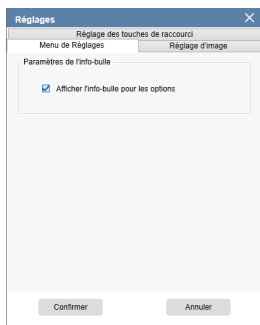 Réglages
Réglage des touches de raccourci
Menu de Réglages
Réglage d'image
Paramètres de l'info-bulle
Afficher l'info-bulle pour les options
Confirmer
Annuler